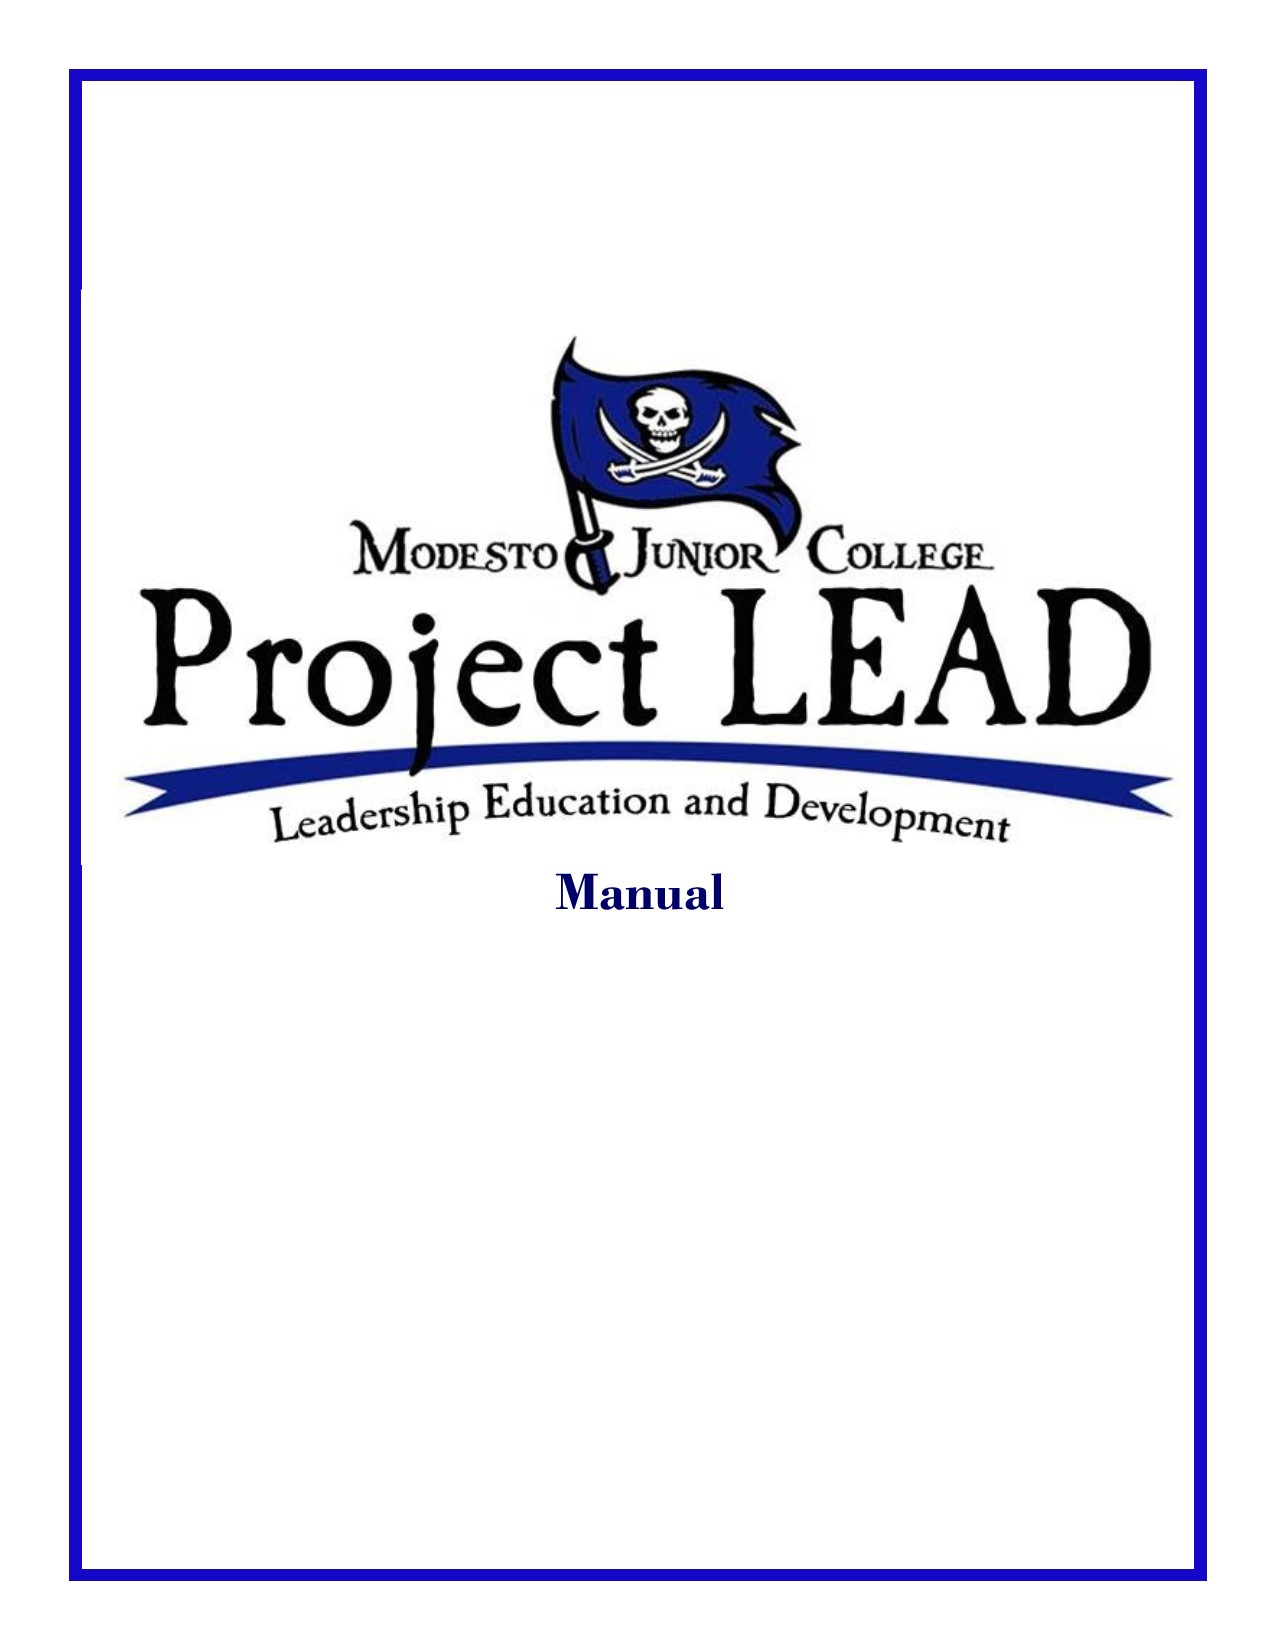 Modesto Junior College
Project LEAD
Leadership Education and Development
Manual